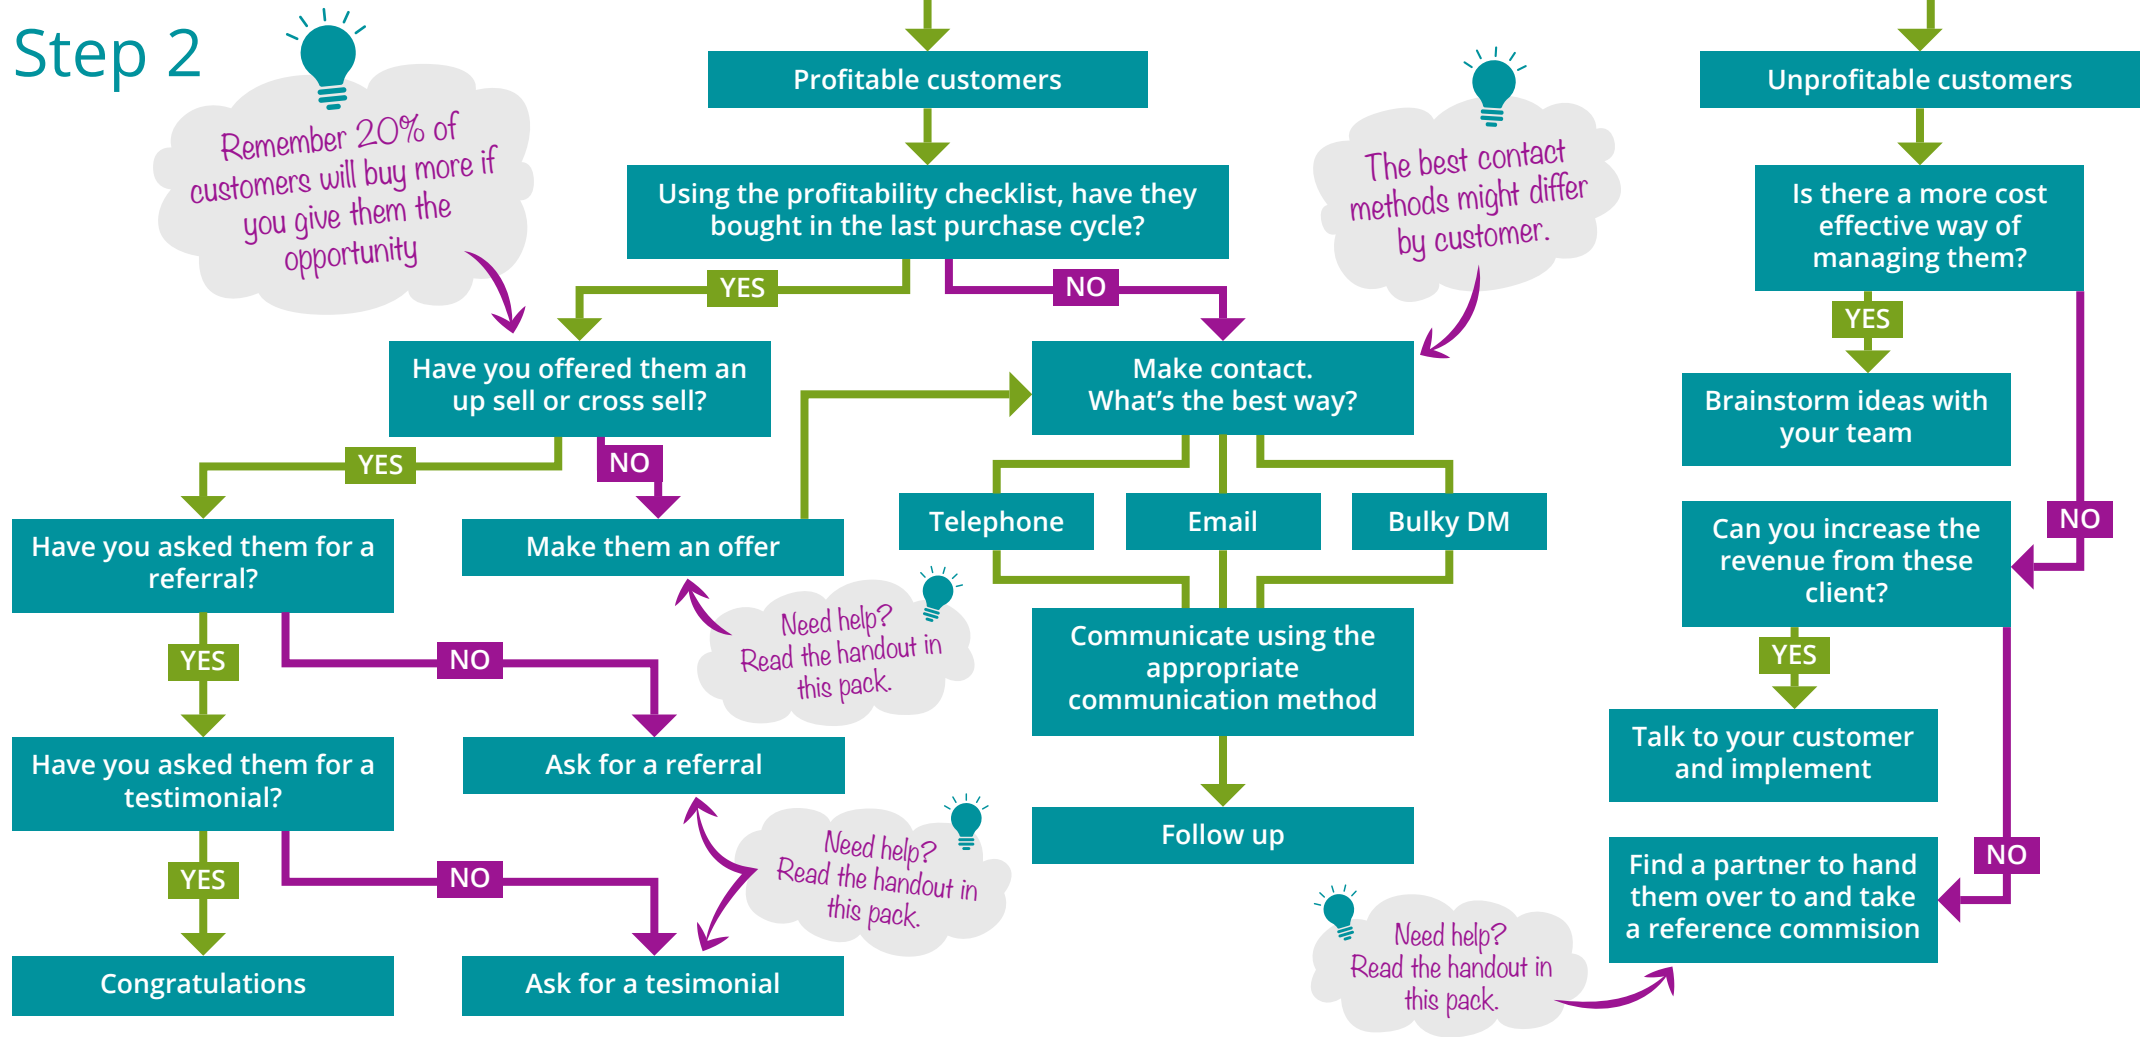 Step 2
Remember 20% of
customers will buy more if
you give them the
opportunity
Profitable customers
Using the profitability checklist, have they
bought in the last purchase cycle?
YES
NO
The best contact
methods might differ
by customer.
Have you offered them an
up sell or cross sell?
YES
NO
Make contact.
What's the best way?
Have you asked them for a
referral?
Make them an offer
Need help?
Read the handout in
this pack.
Telephone
Email
Bulky DM
YES
NO
Communicate using the
appropriate
communication method
Have you asked them for a
testimonial?
Ask for a referral
Need help?
Read the handout in
this pack.
Follow up
YES
NO
Congratulations
Ask for a tesimonial
Unprofitable customers
Is there a more cost
effective way of
managing them?
YES
Brainstorm ideas with
your team
NO
Can you increase the
revenue from these
client?
YES
Talk to your customer
and implement
NO
Find a partner to hand
them over to and take
a reference commision
Need help?
Read the handout in
this pack.